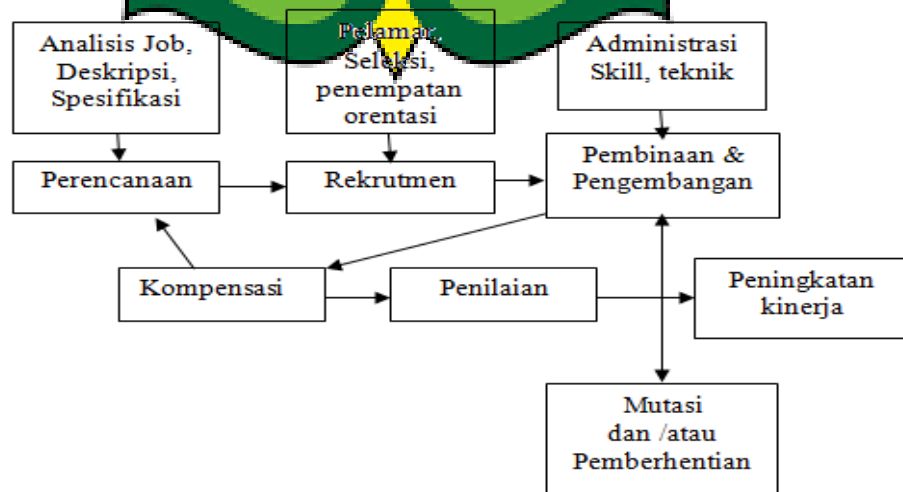 Analisis Job,
Deskripsi,
Spesifikasi
Pelamar,
Seleksi,
penempatan
orentasi
Administrasi
Skill, teknik
Perencanaan
Rekrutmen
Pembinaan &
Pengembangan
Kompensasi
Penilaian
Peningkatan
kinerja
Mutasi
dan /atau
Pemberhentian